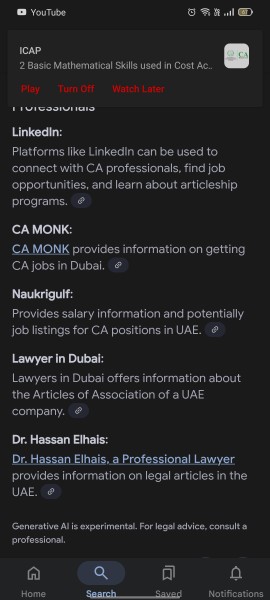 YouTube
ICAP
2 Basic Mathematical Skills used in Cost Ac..
CA
Play Turn Off Watch Later
Professionals
LinkedIn:
Platforms like LinkedIn can be used to
connect with CA professionals, find job
opportunities, and learn about articleship
programs.
CA MONK:
CA MONK provides information on getting
CA jobs in Dubai.
Naukrigulf:
Provides salary information and potentially
job listings for CA positions in UAE.
Lawyer in Dubai:
Lawyers in Dubai offers information about
the Articles of Association of a UAE
company.
Dr. Hassan Elhais:
Dr. Hassan Elhais, a Professional Lawyer
provides information on legal articles in the
UAE.
Generative AI is experimental. For legal advice, consult a
professional.
Home Search Saved Notifications